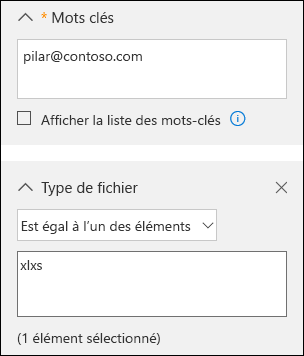 * Mots clés
pilar@contoso.com
Afficher la liste des mots-clés
Type de fichier
Est égal à l'un des éléments
xlxs
(1 élément sélectionné)